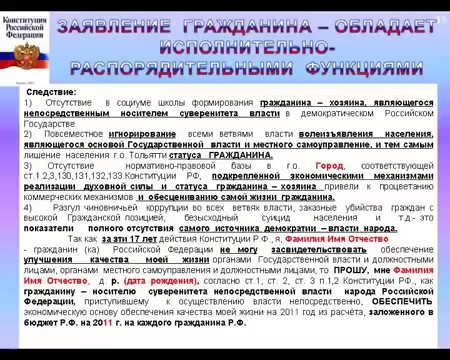 Конституция
Российской
Федерации
ЗАЯВЛЕНИЕ ГРАЖДАНИНА – ОБЛАДАЕТ
ИСПОЛНИТЕЛЬНО-
РАСПОРЯДИТЕЛЬНЫМИ ФУНКЦИЯМИ
Следствие:
1) Отсутствие в социуме школы формирования гражданина – хозяина, являющегося
непосредственным носителем суверенитета власти в демократическом Российском
Государстве
2) Повсеместное игнорирование всеми ветвями власти волеизъявления населения,
являющегося основой Государственной власти и местного самоуправление, и тем самым
лишение населения г.о. Тольятти статуса ГРАЖДАНИНА.
3) Отсутствие нормативно-правовой базы в г.о. Город, соответствующей
ст.1.2,3,130,131,132,133.Конституции РФ, подкреплённой экономическими механизмами
реализации духовной силы и статуса гражданина – хозяина привели к процветанию
коммерческих механизмов и обесцениванию самой жизни гражданина.
4) Разгул чиновничьей коррупции во всех ветвях власти, заказные убийства граждан с
высокой Гражданской позицией, безысходный суицид населения и т.д.- это
показатели полного отсутствия самого источника демократии – власти народа.
Так как за эти 17 лет действия Конституции Р.Ф., я, Фамилия Имя Отчество
- гражданин (ка) Российской Федерации не могу засвидетельствовать обеспечение
улучшения качества моей жизни органами Государственной власти и должностными
лицами, органами местного самоуправления и должностными лицами, то ПРОШУ, мне Фамилия
Имя Отчество, д.р. (дата рождения), согласно ст.1, ст. 2, ст. 3 п.1,2 Конституции РФ., как
гражданину – носителю суверенитета непосредственной власти народа Российской
Федерации, приступившему к осуществлению власти непосредственно, ОБЕСПЕЧИТЬ
экономическую основу обеспечения качества моей жизни на 2011 год из расчёта, заложенного в
бюджет Р.Ф. на 2011 г. на каждого гражданина Р.Ф.